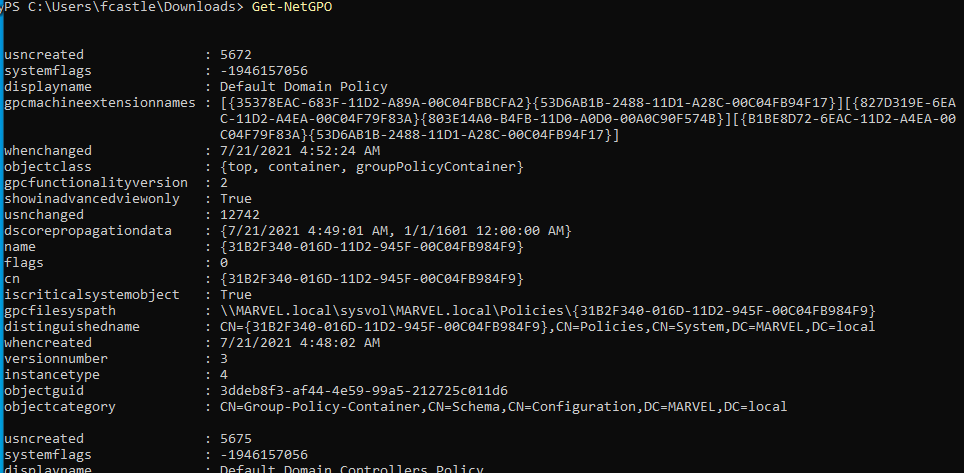 PS C:\Users\fcastle\Downloads> Get-NetGPO
usncreated : 5672
systemflags : -1946157056
displayname : Default Domain Policy
gpcmachineextensionnames : [{35378EAC-683F-11D2-A89A-00C04FBBCFA2}{53D6AB1B-2488-11D1-A28C-00C04FB94F17}][{827D319E-6EA
C-11D2-A4EA-00C04F79F83A}{803E14A0-B4FB-11D0-A0D0-00A0C90F574B}][{B1BE8D72-6EAC-11D2-A4EA-00
C04F79F83A}{53D6AB1B-2488-11D1-A28C-00C04FB94F17}]
whenchanged : 7/21/2021 4:52:24 AM
objectclass : {top, container, groupPolicyContainer}
gpcfunctionalityversion : 2
showinadvancedviewonly : True
usnchanged : 12742
dscorepropagationdata : {7/21/2021 4:49:01 AM, 1/1/1601 12:00:00 AM}
name : {31B2F340-016D-11D2-945F-00C04FB984F9}
flags : 0
cn : {31B2F340-016D-11D2-945F-00C04FB984F9}
iscriticalsystemobject : True
gpcfilesyspath : \\MARVEL.local\sysvol\MARVEL.local\Policies\{31B2F340-016D-11D2-945F-00C04FB984F9}
distinguishedname : CN={31B2F340-016D-11D2-945F-00C04FB984F9},CN=Policies,CN=System,DC=MARVEL,DC=local
whencreated : 7/21/2021 4:48:02 AM
versionnumber : 3
instancetype : 4
objectguid : 3ddeb8f3-af44-4e59-99a5-212725c011d6
objectcategory : CN=Group-Policy-Container,CN=Schema,CN=Configuration,DC=MARVEL,DC=local
usncreated : 5675
systemflags : -1946157056
displayname : Default Domain Controllers Policy